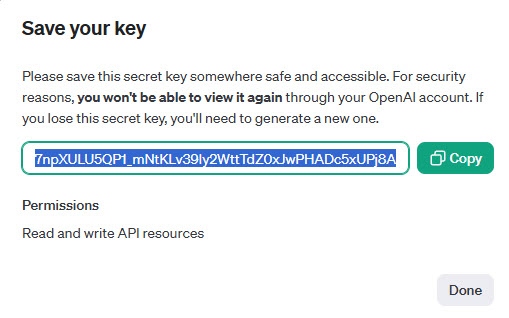 Save your key
Please save this secret key somewhere safe and accessible. For security
reasons, you won't be able to view it again through your OpenAI account. If
you lose this secret key, you'll need to generate a new one.
Copy
Permissions
Read and write API resources
Done